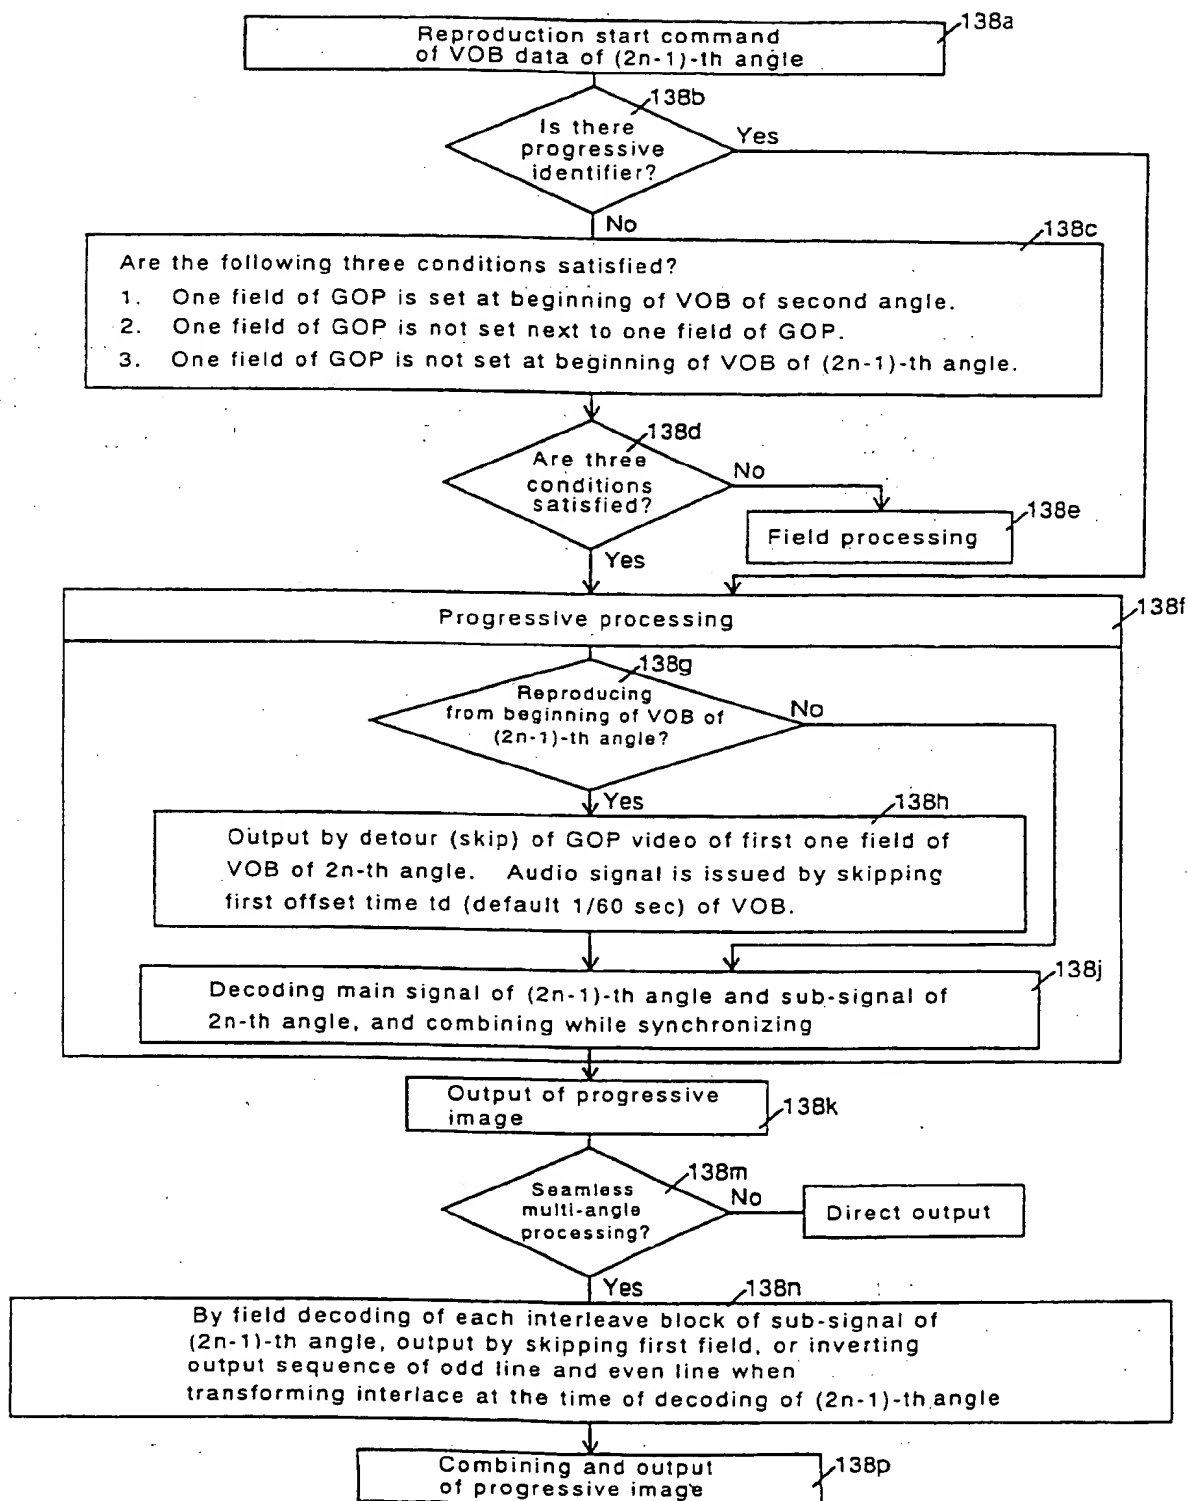 138a
Reproduction start command
of VOB data of (2n-1)-th angle
138b
Is there
progressive
identifier?
Yes
No
138c
Are the following three conditions satisfied?
1. One field of GOP is set at beginning of VOB of second angle.
2. One field of GOP is not set next to one field of GOP.
3. One field of GOP is not set at beginning of VOB of (2n-1)-th angle.
138d
Are three
conditions
satisfied?
No
138e
Field processing
Yes
Progressive processing
138f
138g
Reproducing
from beginning of VOB of
(2n-1)-th angle?
No
Yes
138h
Output by detour (skip) of GOP video of first one field of
VOB of 2n-th angle. Audio signal is issued by skipping
first offset time td (default 1/60 sec) of VOB.
138j
Decoding main signal of (2n-1)-th angle and sub-signal of
2n-th angle, and combining while synchronizing
Output of progressive
image
138k
138m
Seamless
multi-angle
processing?
No
Direct output
Yes
138n
By field decoding of each interleave block of sub-signal of
(2n-1)-th angle, output by skipping first field, or inverting
output sequence of odd line and even line when
transforming interlace at the time of decoding of (2n-1)-th angle
Combining and output
of progressive image
138p